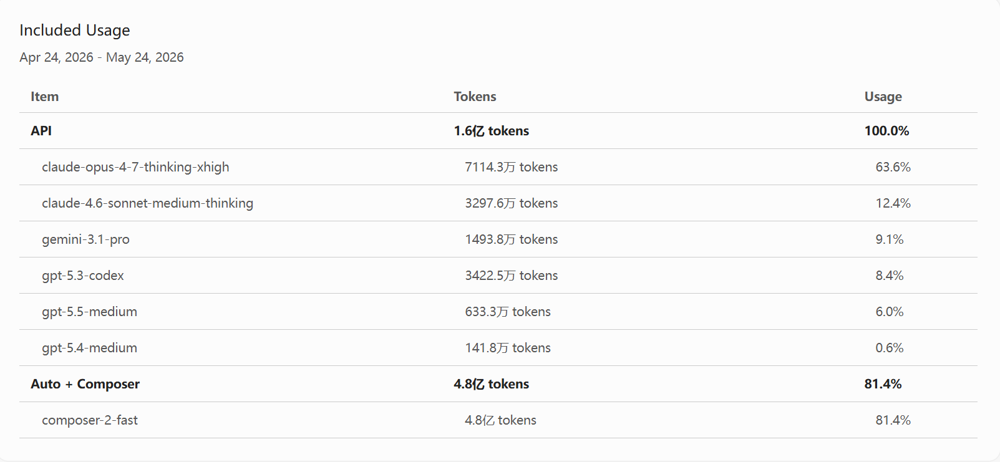 Included Usage
Apr 24, 2026 - May 24, 2026
Item Tokens Usage
API 1.6亿 tokens 100.0%
claude-opus-4-7-thinking-xhigh 7114.3万 tokens 63.6%
claude-4.6-sonnet-medium-thinking 3297.6万 tokens 12.4%
gemini-3.1-pro 1493.8万 tokens 9.1%
gpt-5.3-codex 3422.5万 tokens 8.4%
gpt-5.5-medium 633.3万 tokens 6.0%
gpt-5.4-medium 141.8万 tokens 0.6%
Auto + Composer 4.8亿 tokens 81.4%
composer-2-fast 4.8亿 tokens 81.4%